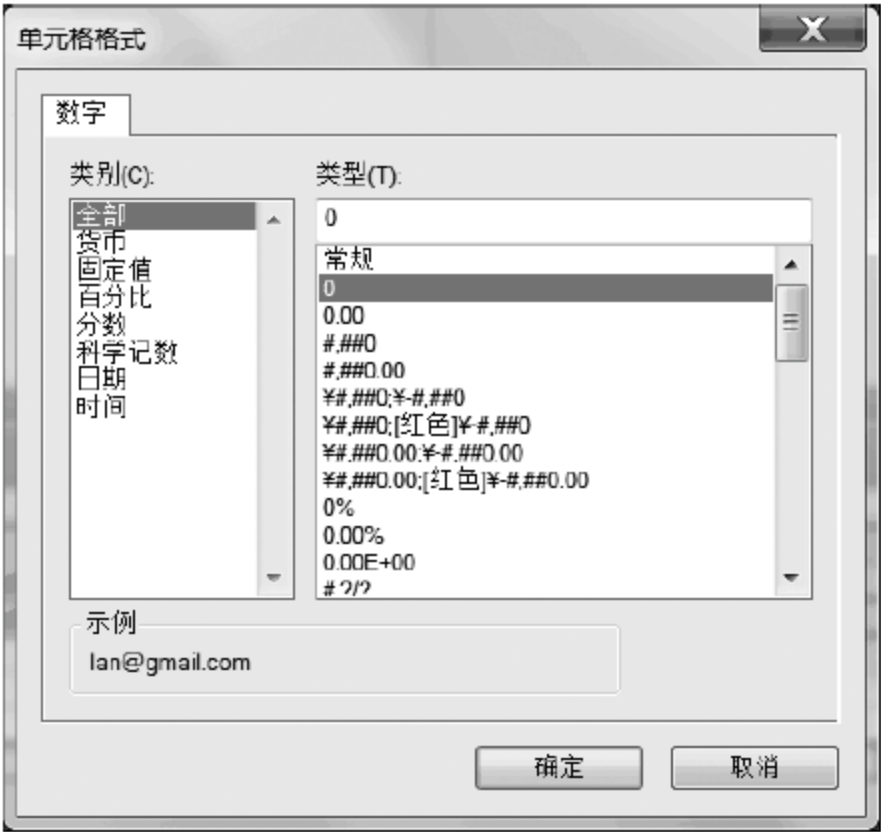 单元格格式
数字
类别(C):
全部
货币
固定值
百分比
分数
科学记数
日期
时间
类型(T):
0
常规
0
0.00
#,##0
#,##0.00
¥#,##0;¥-#,##0
¥#,##0;[红色]¥-#,##0
¥#,##0.00;¥-#,##0.00
¥#,##0.00;[红色]¥-#,##0.00
0%
0.00%
0.00E+00
# ?/?
示例
lan@gmail.com
确定
取消